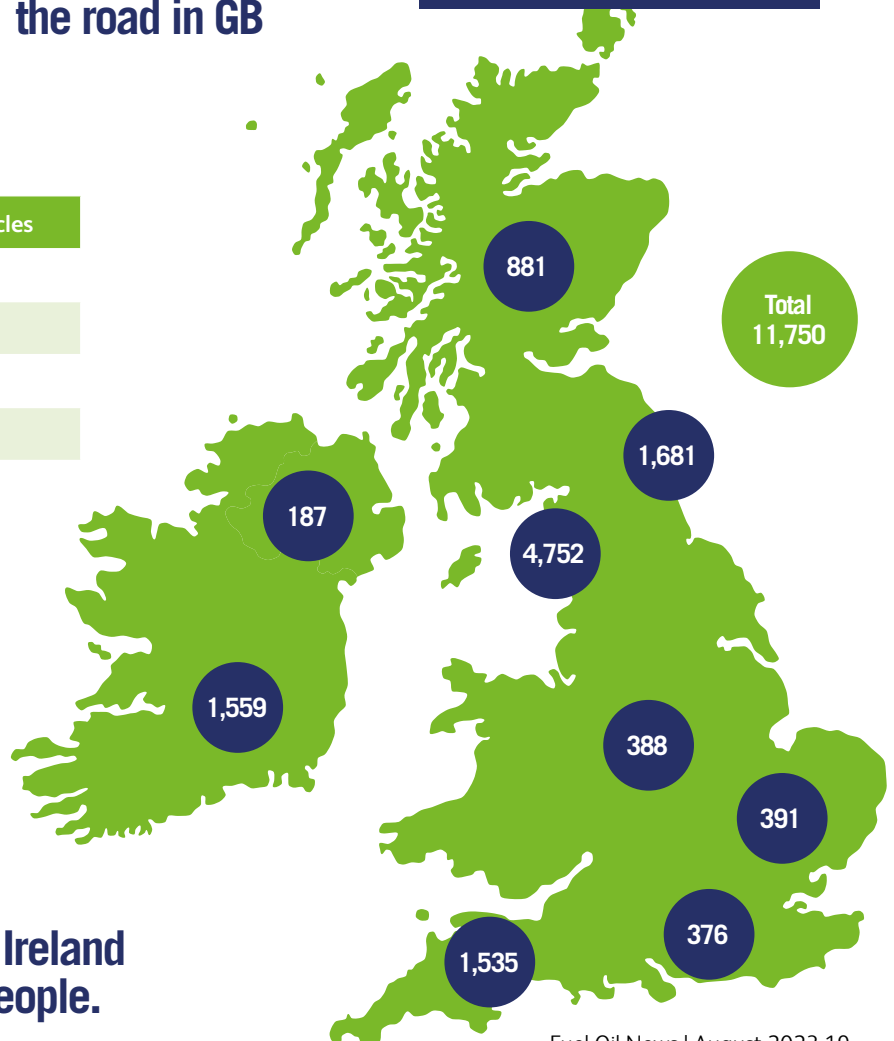 the road in GB
cles
881
Total
11,750
1,681
187
4,752
1,559
388
391
376
1,535
Ireland
eople.